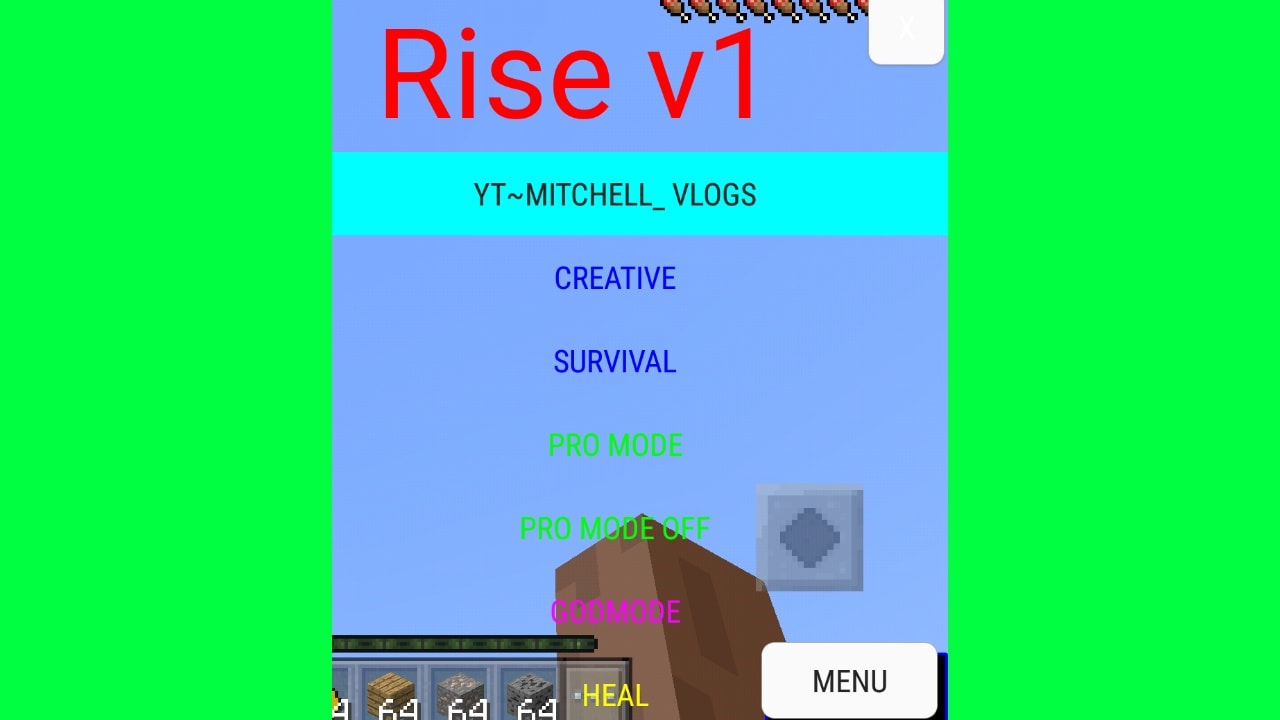 Rise v1
X
YT~MITCHELL_ VLOGS
CREATIVE
SURVIVAL
PRO MODE
PRO MODE OFF
GODMODE
HEAL
MENU
64
64
64